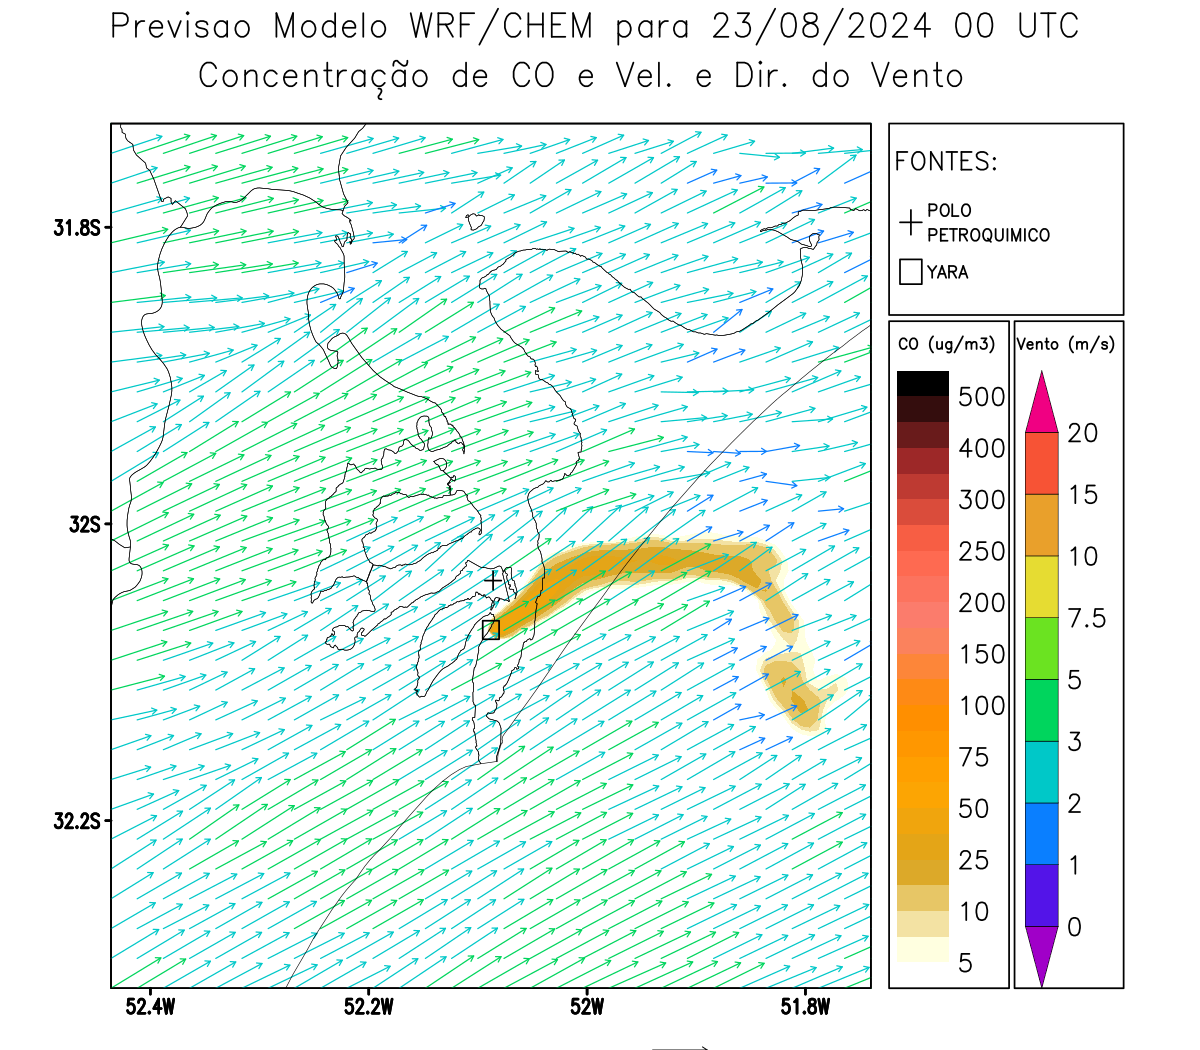 Previsao Modelo WRF/CHEM para 23/08/2024 00 UTC
Concentração de CO e Vel. e Dir. do Vento
FONTES:
POLO
PETROQUIMICO
YARA
CO (ug/m3)
500
400
300
250
200
150
100
75
50
25
10
5
Vento (m/s)
20
15
10
7.5
5
3
2
1
0
31.8S
32S
32.2S
52.4W
52.2W
52W
51.8W